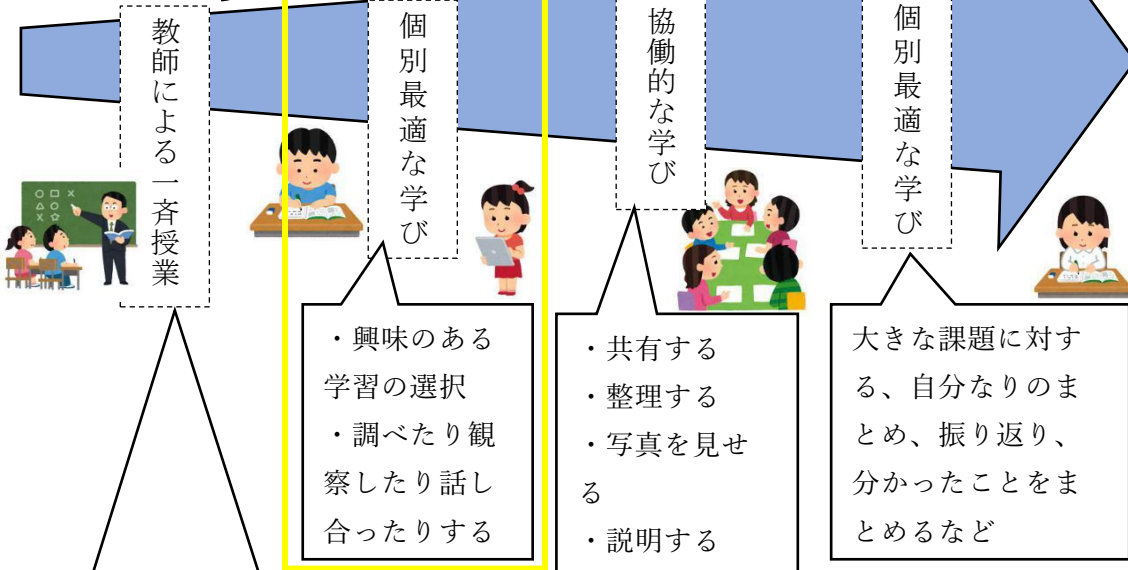 教師による一斉授業
個別最適な学び
協働的な学び
個別最適な学び
・興味のある
学習の選択
・調べたり観
察したり話し
合ったりする
・共有する
・整理する
・写真を見せ
る
・説明する
大きな課題に対す
る、自分なりのま
とめ、振り返り、
分かったことをま
とめるなど